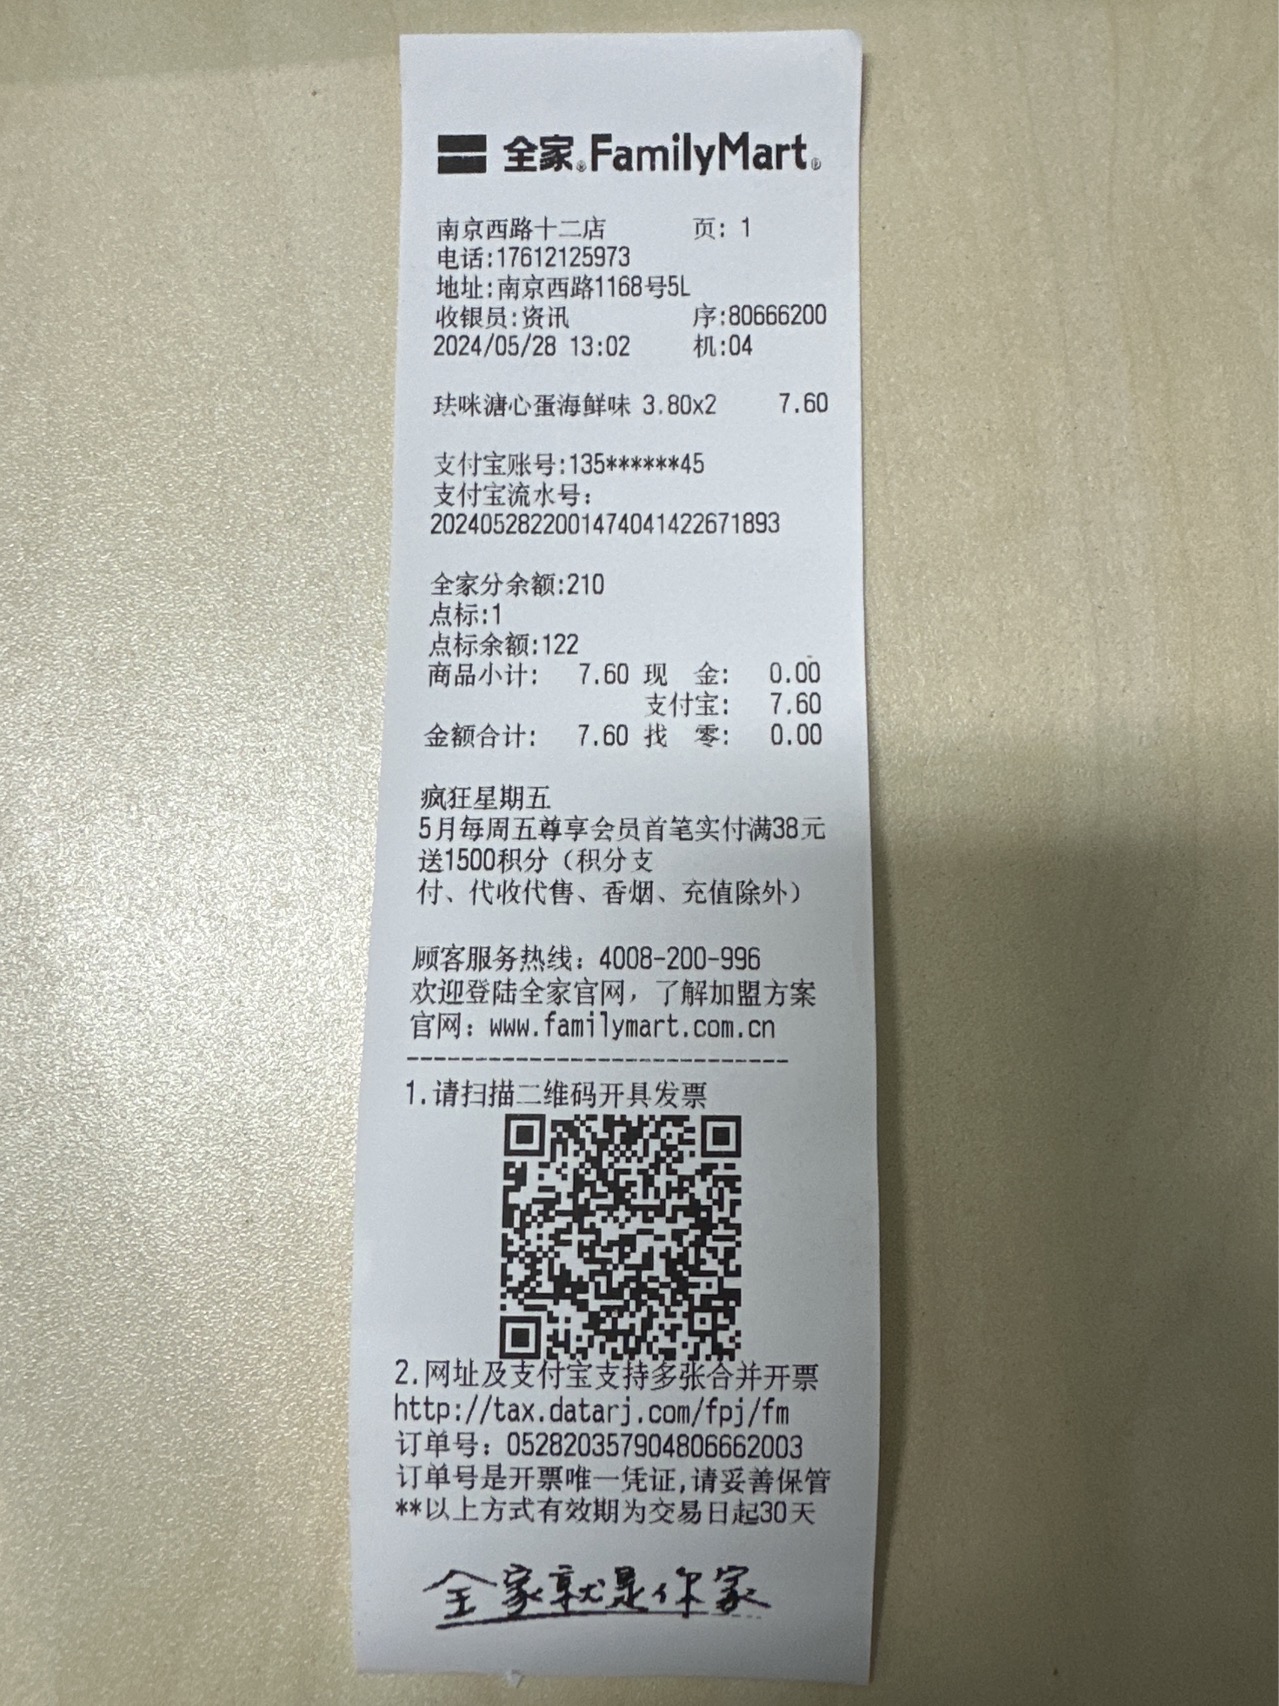 全家®FamilyMart®
南京西路十二店 页: 1
电话:17612125973
地址:南京西路1168号5L
收银员:资讯 序:80666200
2024/05/28 13:02 机:04
珐咪溏心蛋海鲜味 3.80x2 7.60
支付宝账号:135******45
支付宝流水号:
2024052822001474041422671893
全家分余额:210
点标:1
点标余额:122
商品小计: 7.60 现 金: 0.00
支付宝: 7.60
金额合计: 7.60 找 零: 0.00
疯狂星期五
5月每周五尊享会员首笔实付满38元
送1500积分（积分支
付、代收代售、香烟、充值除外）
顾客服务热线：4008-200-996
欢迎登陆全家官网，了解加盟方案
官网：www.familymart.com.cn
----------------------------
1.请扫描二维码开具发票
2.网址及支付宝支持多张合并开票
http://tax.datarj.com/fpj/fm
订单号：0528203579048066662003
订单号是开票唯一凭证,请妥善保管
**以上方式有效期为交易日起30天
全家就是你家